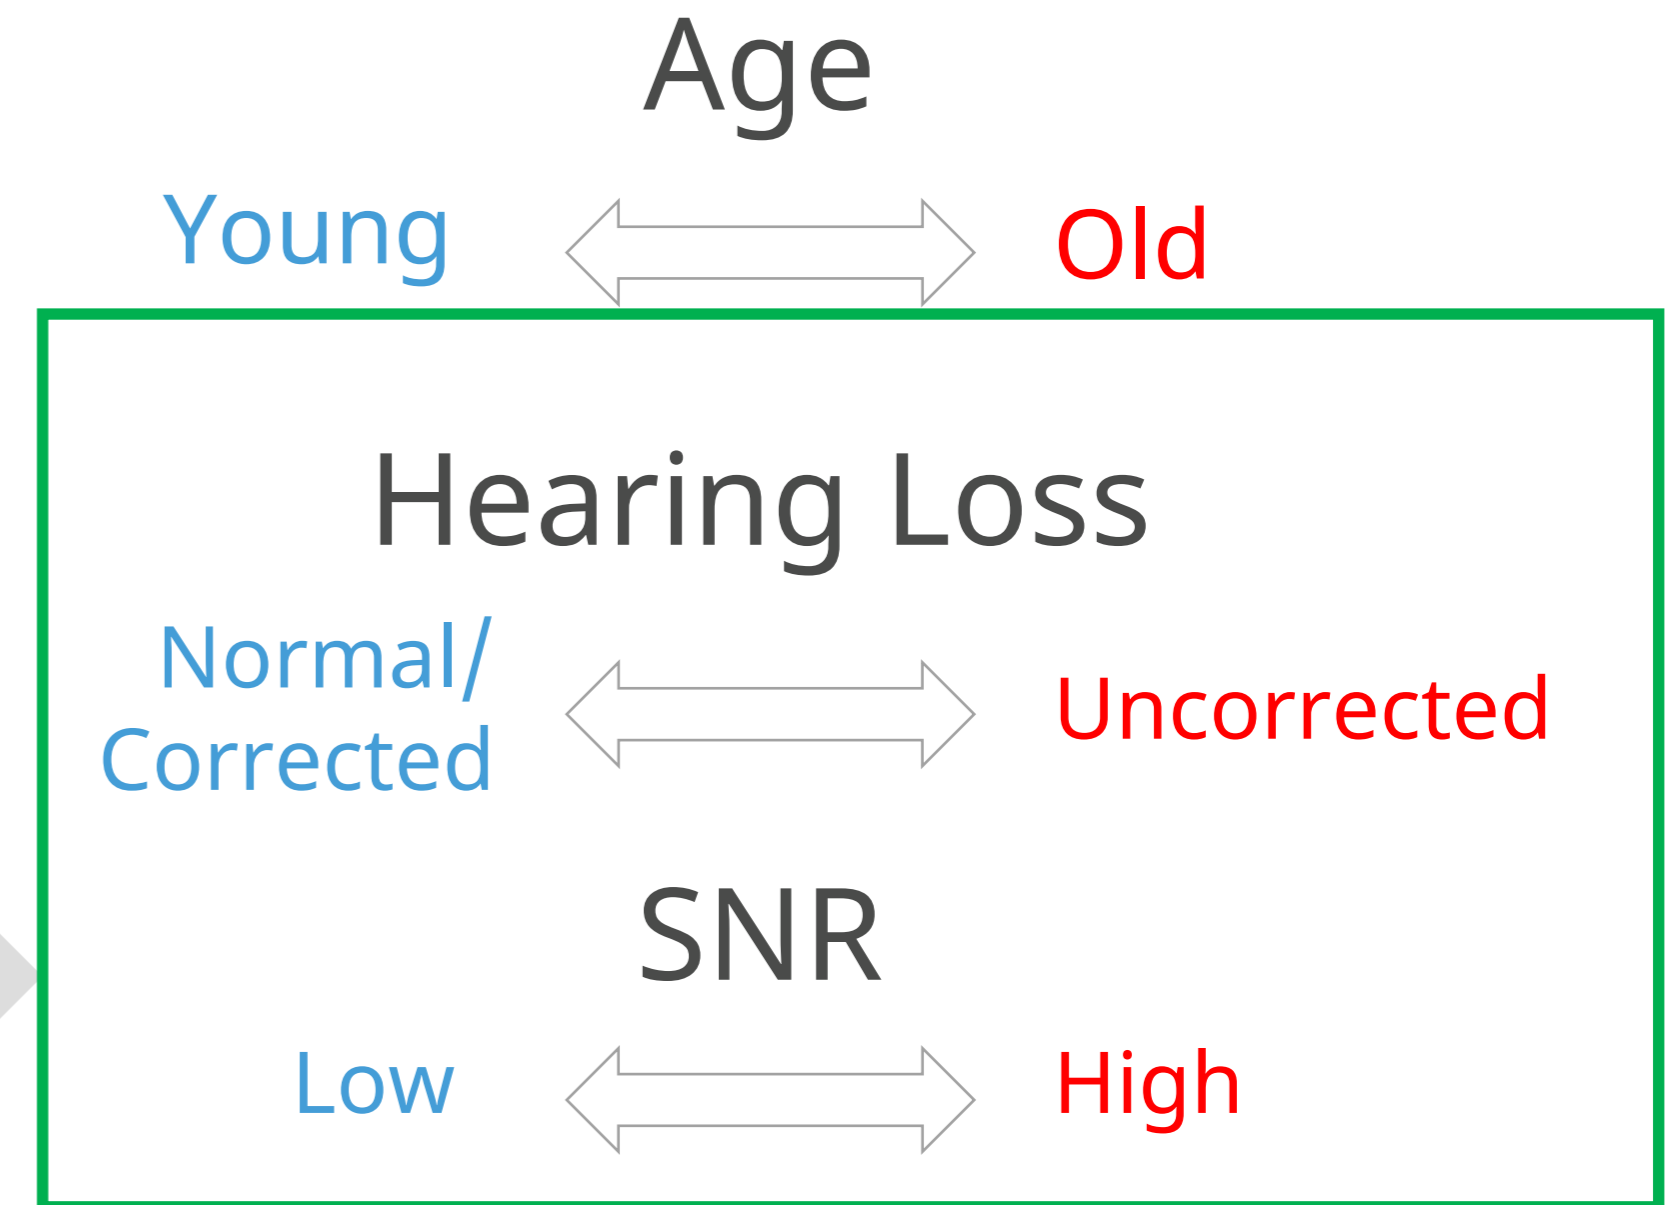 Age
Young
Old
Hearing Loss
Normal/
Corrected
Uncorrected
SNR
Low
High